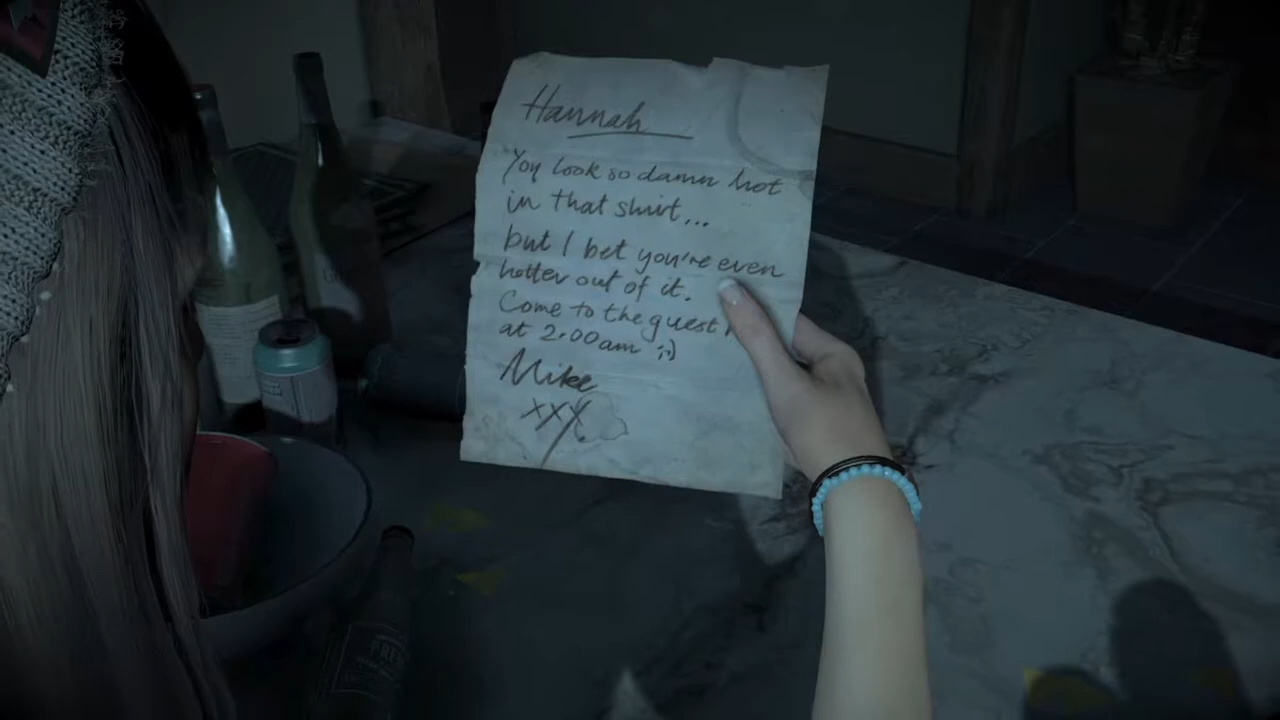 Hannah
You look so damn hot
in that shirt...
but I bet you're even
hotter out of it.
Come to the guest
at 2.00am ;)
Mike
xxx